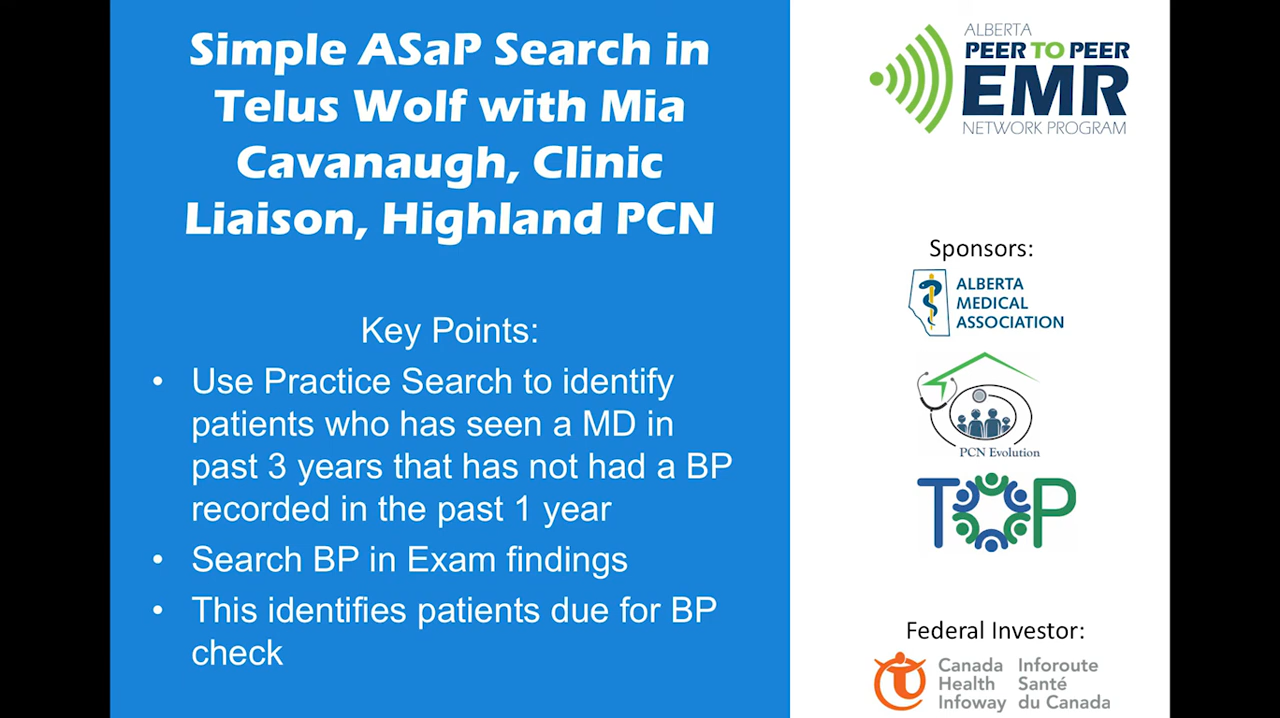 Simple ASaP Search in
Telus Wolf with Mia
Cavanaugh, Clinic
Liaison, Highland PCN
Key Points:
• Use Practice Search to identify
patients who has seen a MD in
past 3 years that has not had a BP
recorded in the past 1 year
• Search BP in Exam findings
• This identifies patients due for BP
check
ALBERTA
PEER TO PEER
EMR
NETWORK PROGRAM
Sponsors:
ALBERTA
MEDICAL
ASSOCIATION
PCN Evolution
TOP
Federal Investor:
Canada Inforoute
Health Santé
Infoway du Canada